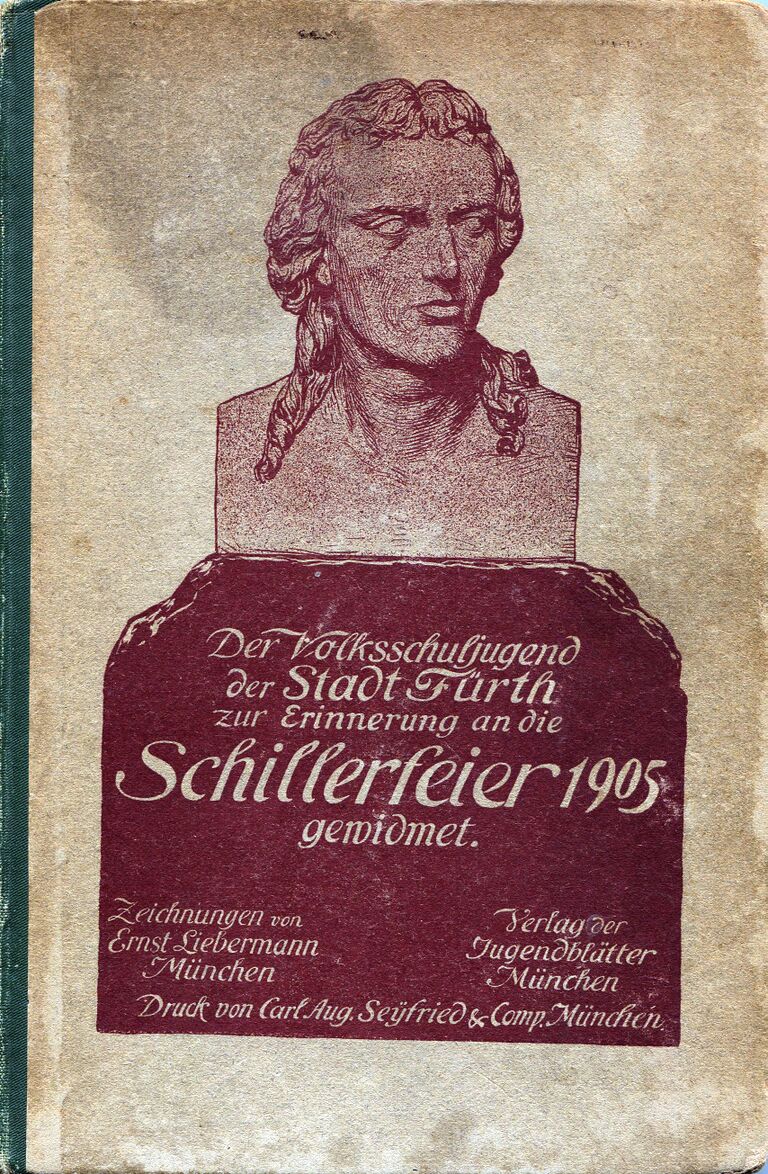 Der Volksschuljugend
der Stadt Fürth
zur Erinnerung an die
Schillerfeier 1905
gewidmet.
Zeichnungen von
Ernst Liebermann
München
Verlag der
Jugendblätter
München
Druck von Carl Aug. Seÿfried & Comp. München.